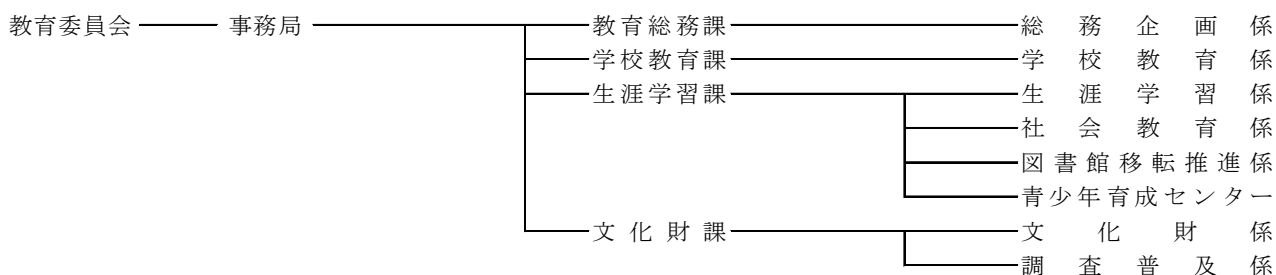 教育委員会 事務局 教育総務課 総務企画係
学校教育課 学校教育係
生涯学習課 生涯学習係
社会教育係
図書館移転推進係
青少年育成センター
文化財課 文化財係
調査普及係